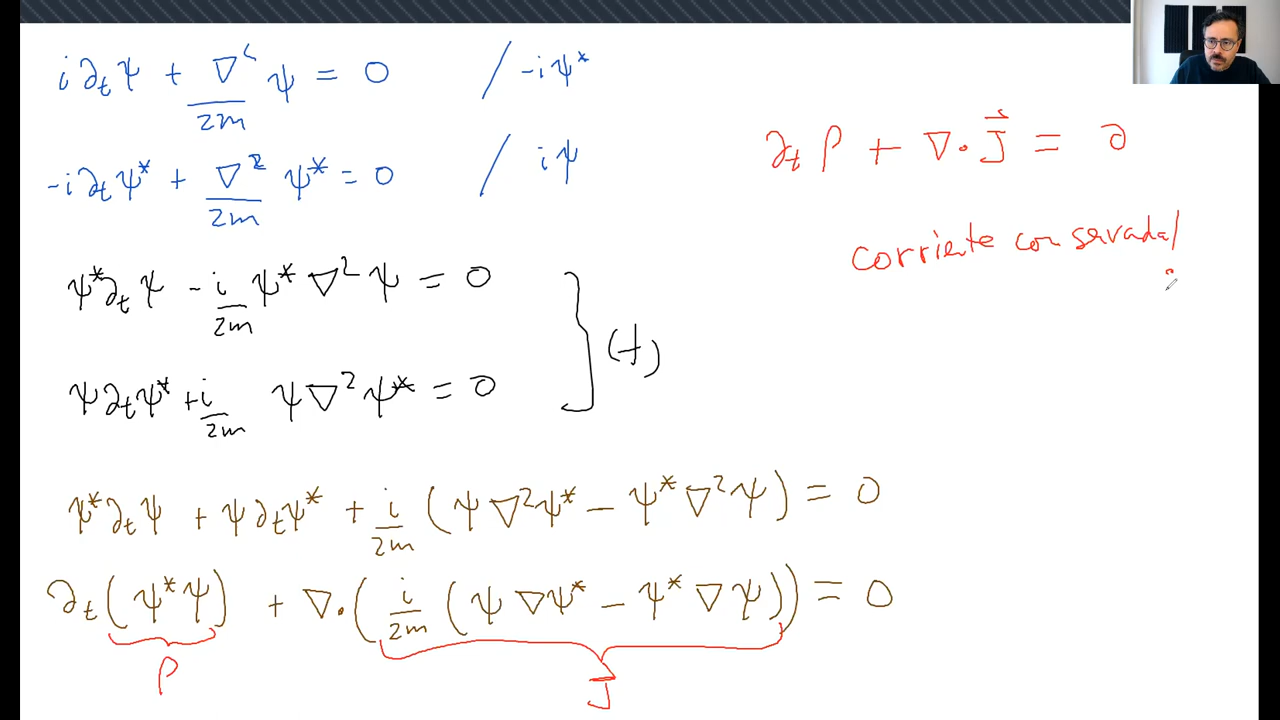 i ∂ₜψ + ∇²/2m ψ = 0 / -iψ*
-i ∂ₜψ* + ∇²/2m ψ* = 0 / iψ
ψ*∂ₜψ - i/2m ψ*∇²ψ = 0
ψ∂ₜψ* + i/2m ψ∇²ψ* = 0
} (+)
ψ*∂ₜψ + ψ∂ₜψ* + i/2m (ψ∇²ψ* - ψ*∇²ψ) = 0
∂ₜ(ψ*ψ) + ∇·(i/2m (ψ∇ψ* - ψ*∇ψ)) = 0
ρ J
∂ₜρ + ∇·J⃗ = 0
corriente conservada